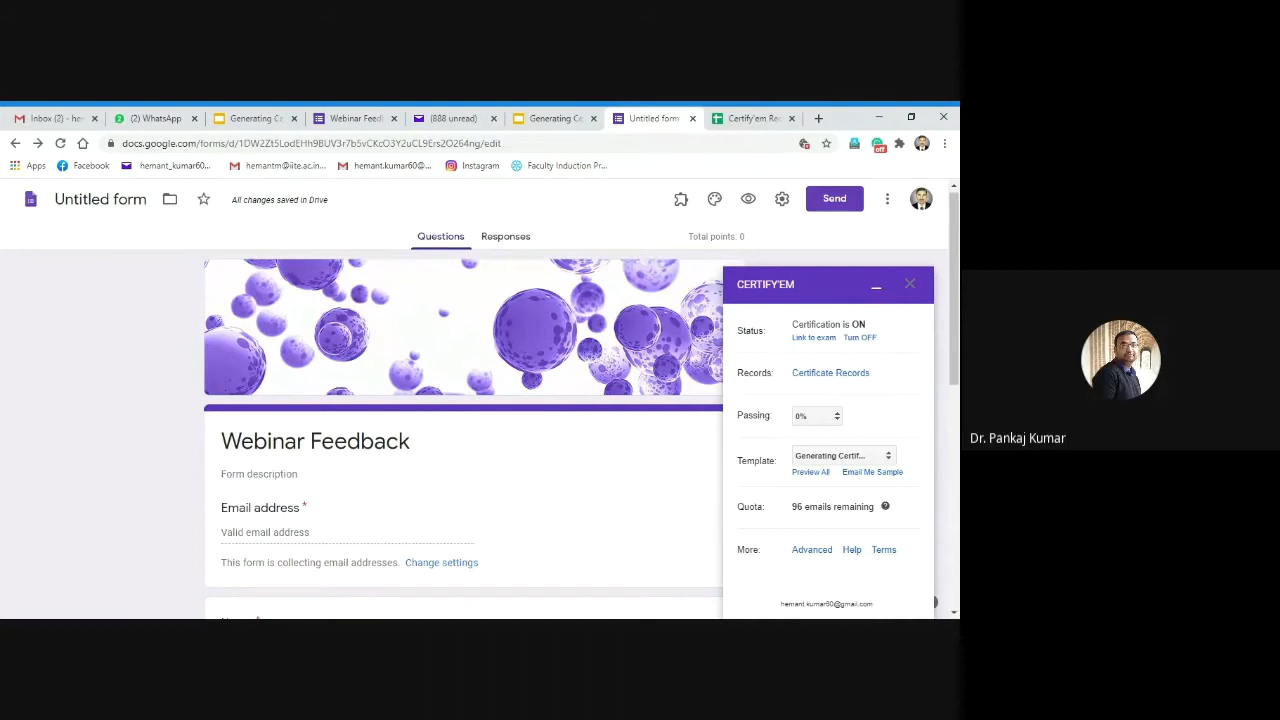 Inbox (2) - hem
(2) WhatsApp
Generating Ce
Webinar Feedl
(888 unread)
Generating Ce
Untitled form
Certify'em Rec
docs.google.com/forms/d/1DW2Zt5LodEHh9BUV3r7b5vCKcO3Y2uCL9Ers2O264ng/edit
off
Apps
Facebook
hemant_kumar60...
hemantm@iite.ac.in...
hemant.kumar60@...
Instagram
Faculty Induction Pr...
Untitled form
All changes saved in Drive
Send
Questions
Responses
Total points: 0
CERTIFY'EM
Status:
Certification is ON
Link to exam Turn OFF
Records:
Certificate Records
Passing:
0%
Template:
Generating Certif...
Preview All Email Me Sample
Quota:
96 emails remaining
More:
Advanced Help Terms
hemant.kumar60@gmail.com
Webinar Feedback
Form description
Email address *
Valid email address
This form is collecting email addresses. Change settings
Dr. Pankaj Kumar